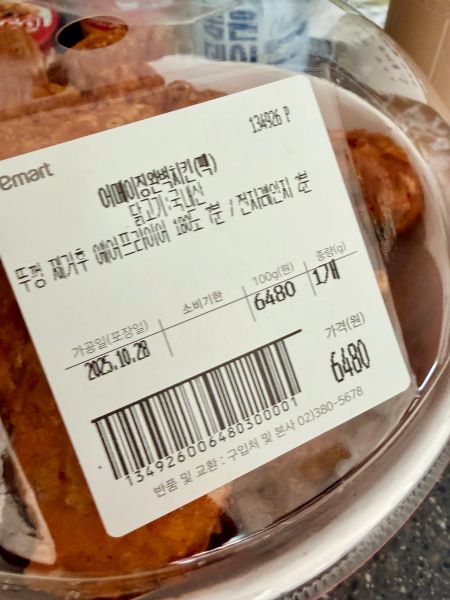 emart
134926 P
어메이징완벽치킨(팩)
닭고기:국내산
뚜껑 제거후 에어프라이어 180도 7분 / 전자레인지 2분
가공일(포장일) 소비기한 100g(원) 중량(g)
2025.10.28 6480 1개
가격(원)
6480
1349260064803000001
반품 및 교환 : 구입처 및 본사 02)380-5678